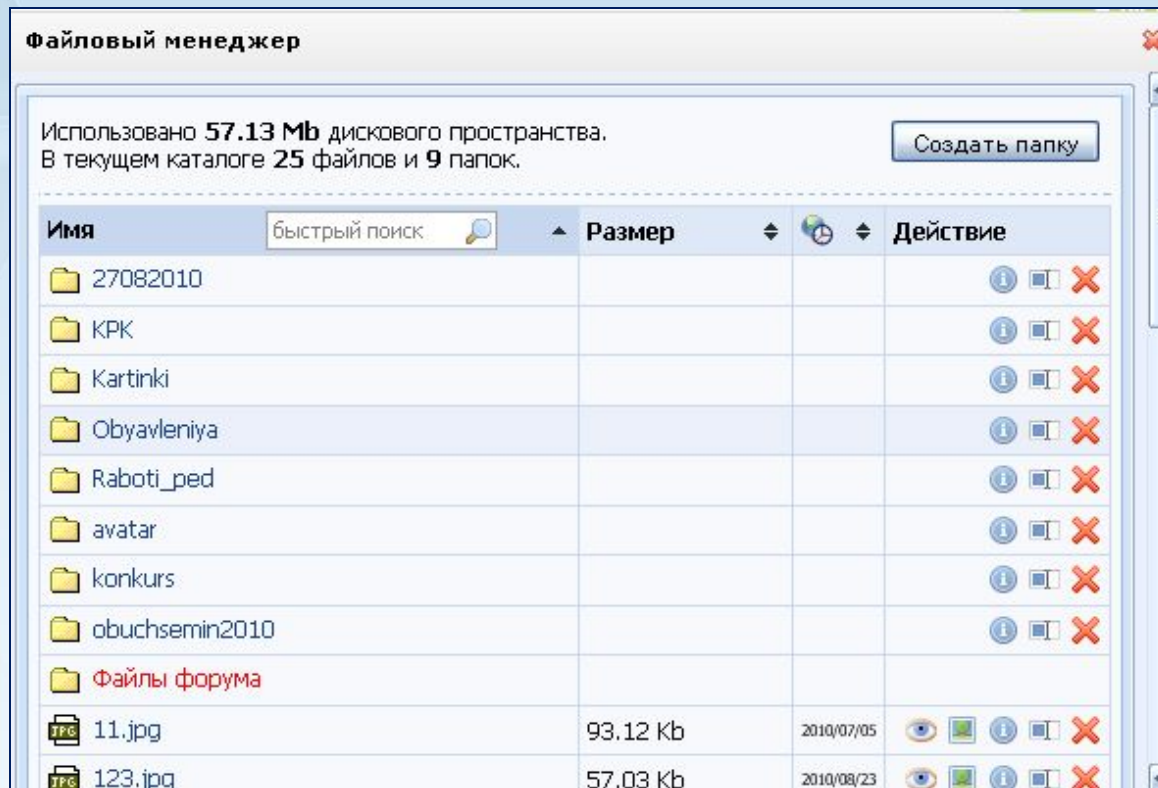 Файловый менеджер
Использовано 57.13 Mb дискового пространства.
В текущем каталоге 25 файлов и 9 папок.
Создать папку
Имя быстрый поиск Размер Действие
27082010
KPK
Kartinki
Obyavleniya
Raboti_ped
avatar
konkurs
obuchsemin2010
Файлы форума
JPG 11.jpg 93.12 Kb 2010/07/05
JPG 123.jpg 57.03 Kb 2010/08/23